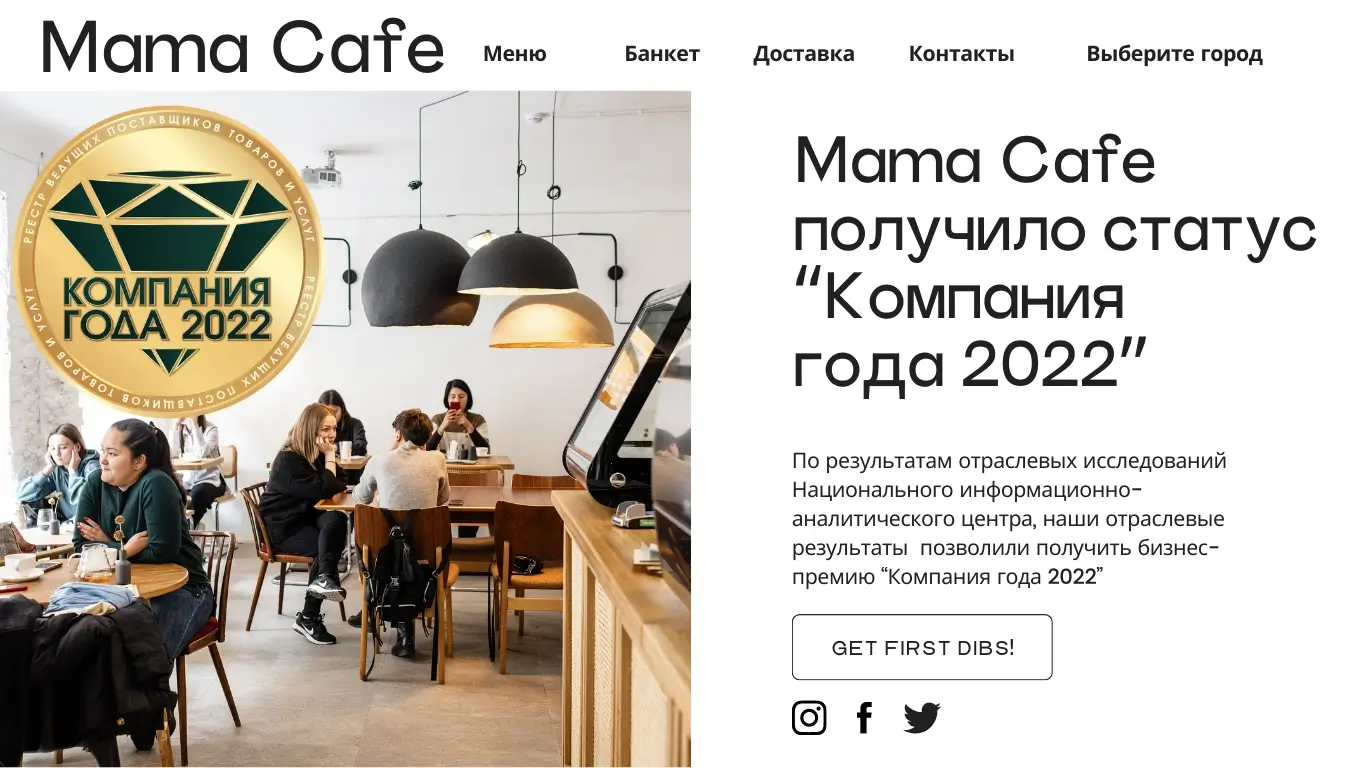 Mama Cafe
Меню
Банкет
Доставка
Контакты
Выберите город
РЕЕСТР ВЕДУЩИХ ПОСТАВЩИКОВ ТОВАРОВ И УСЛУГ
КОМПАНИЯ
ГОДА 2022
РЕЕСТР ВЕДУЩИХ ПОСТАВЩИКОВ ТОВАРОВ И УСЛУГ
Mama Cafe
получило статус
“Компания
года 2022”
По результатам отраслевых исследований
Национального информационно-
аналитического центра, наши отраслевые
результаты позволили получить бизнес-
премию “Компания года 2022”
GET FIRST DIBS!